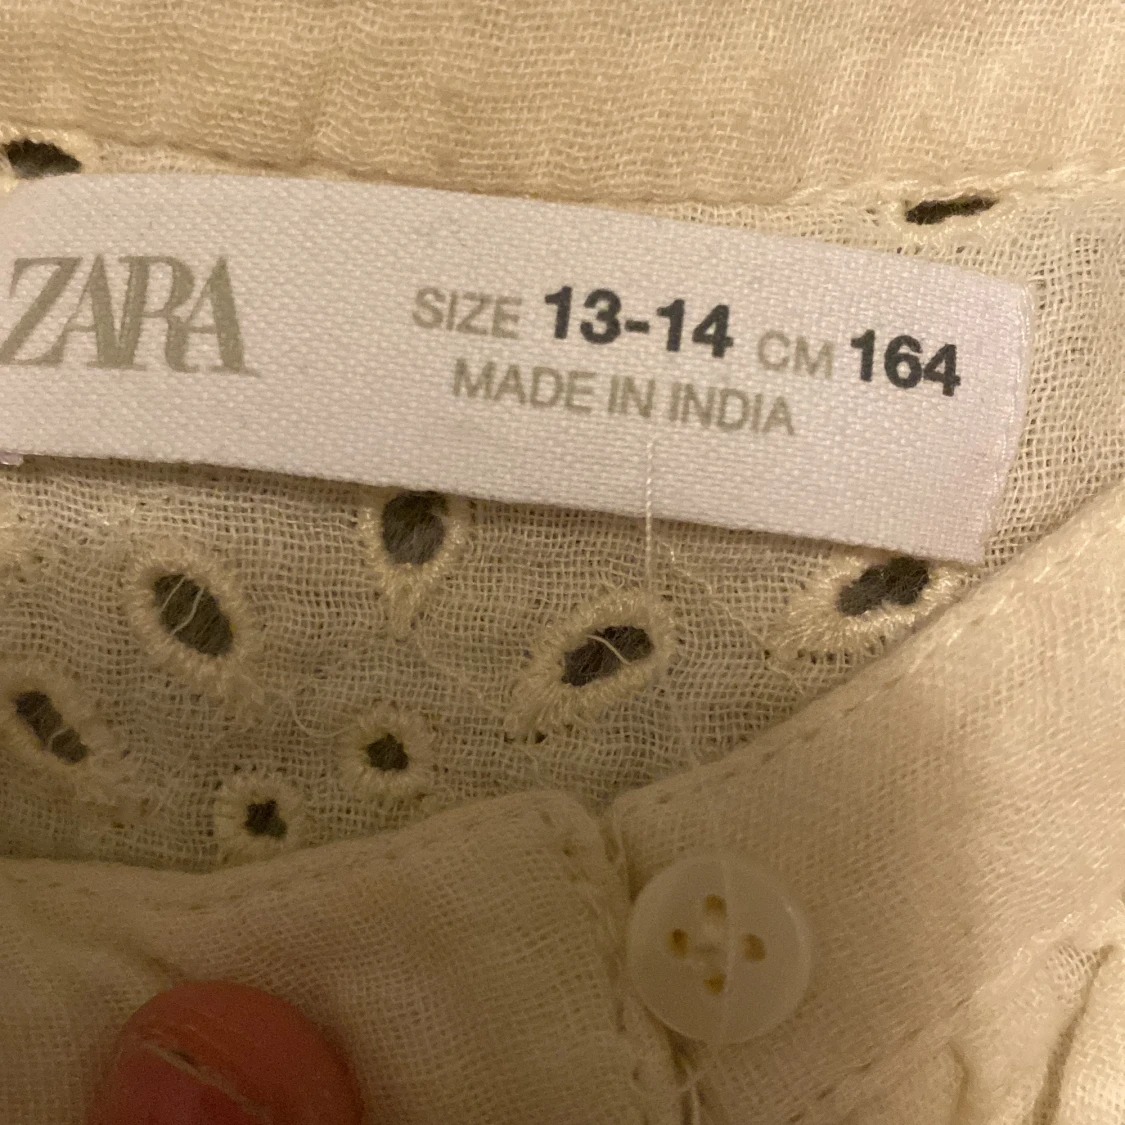 ZARA
SIZE 13-14 CM 164
MADE IN INDIA